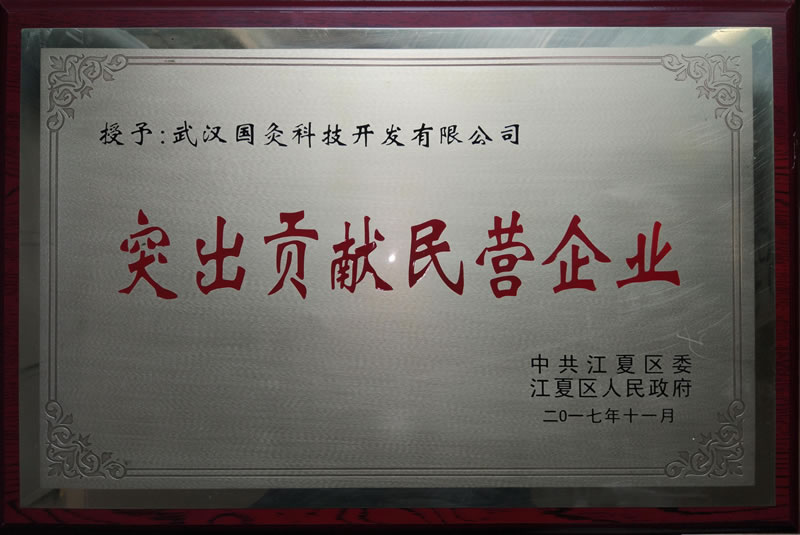 授予:武汉国灸科技开发有限公司
突出贡献民营企业
中共江夏区委
江夏区人民政府
二0一七年十一月